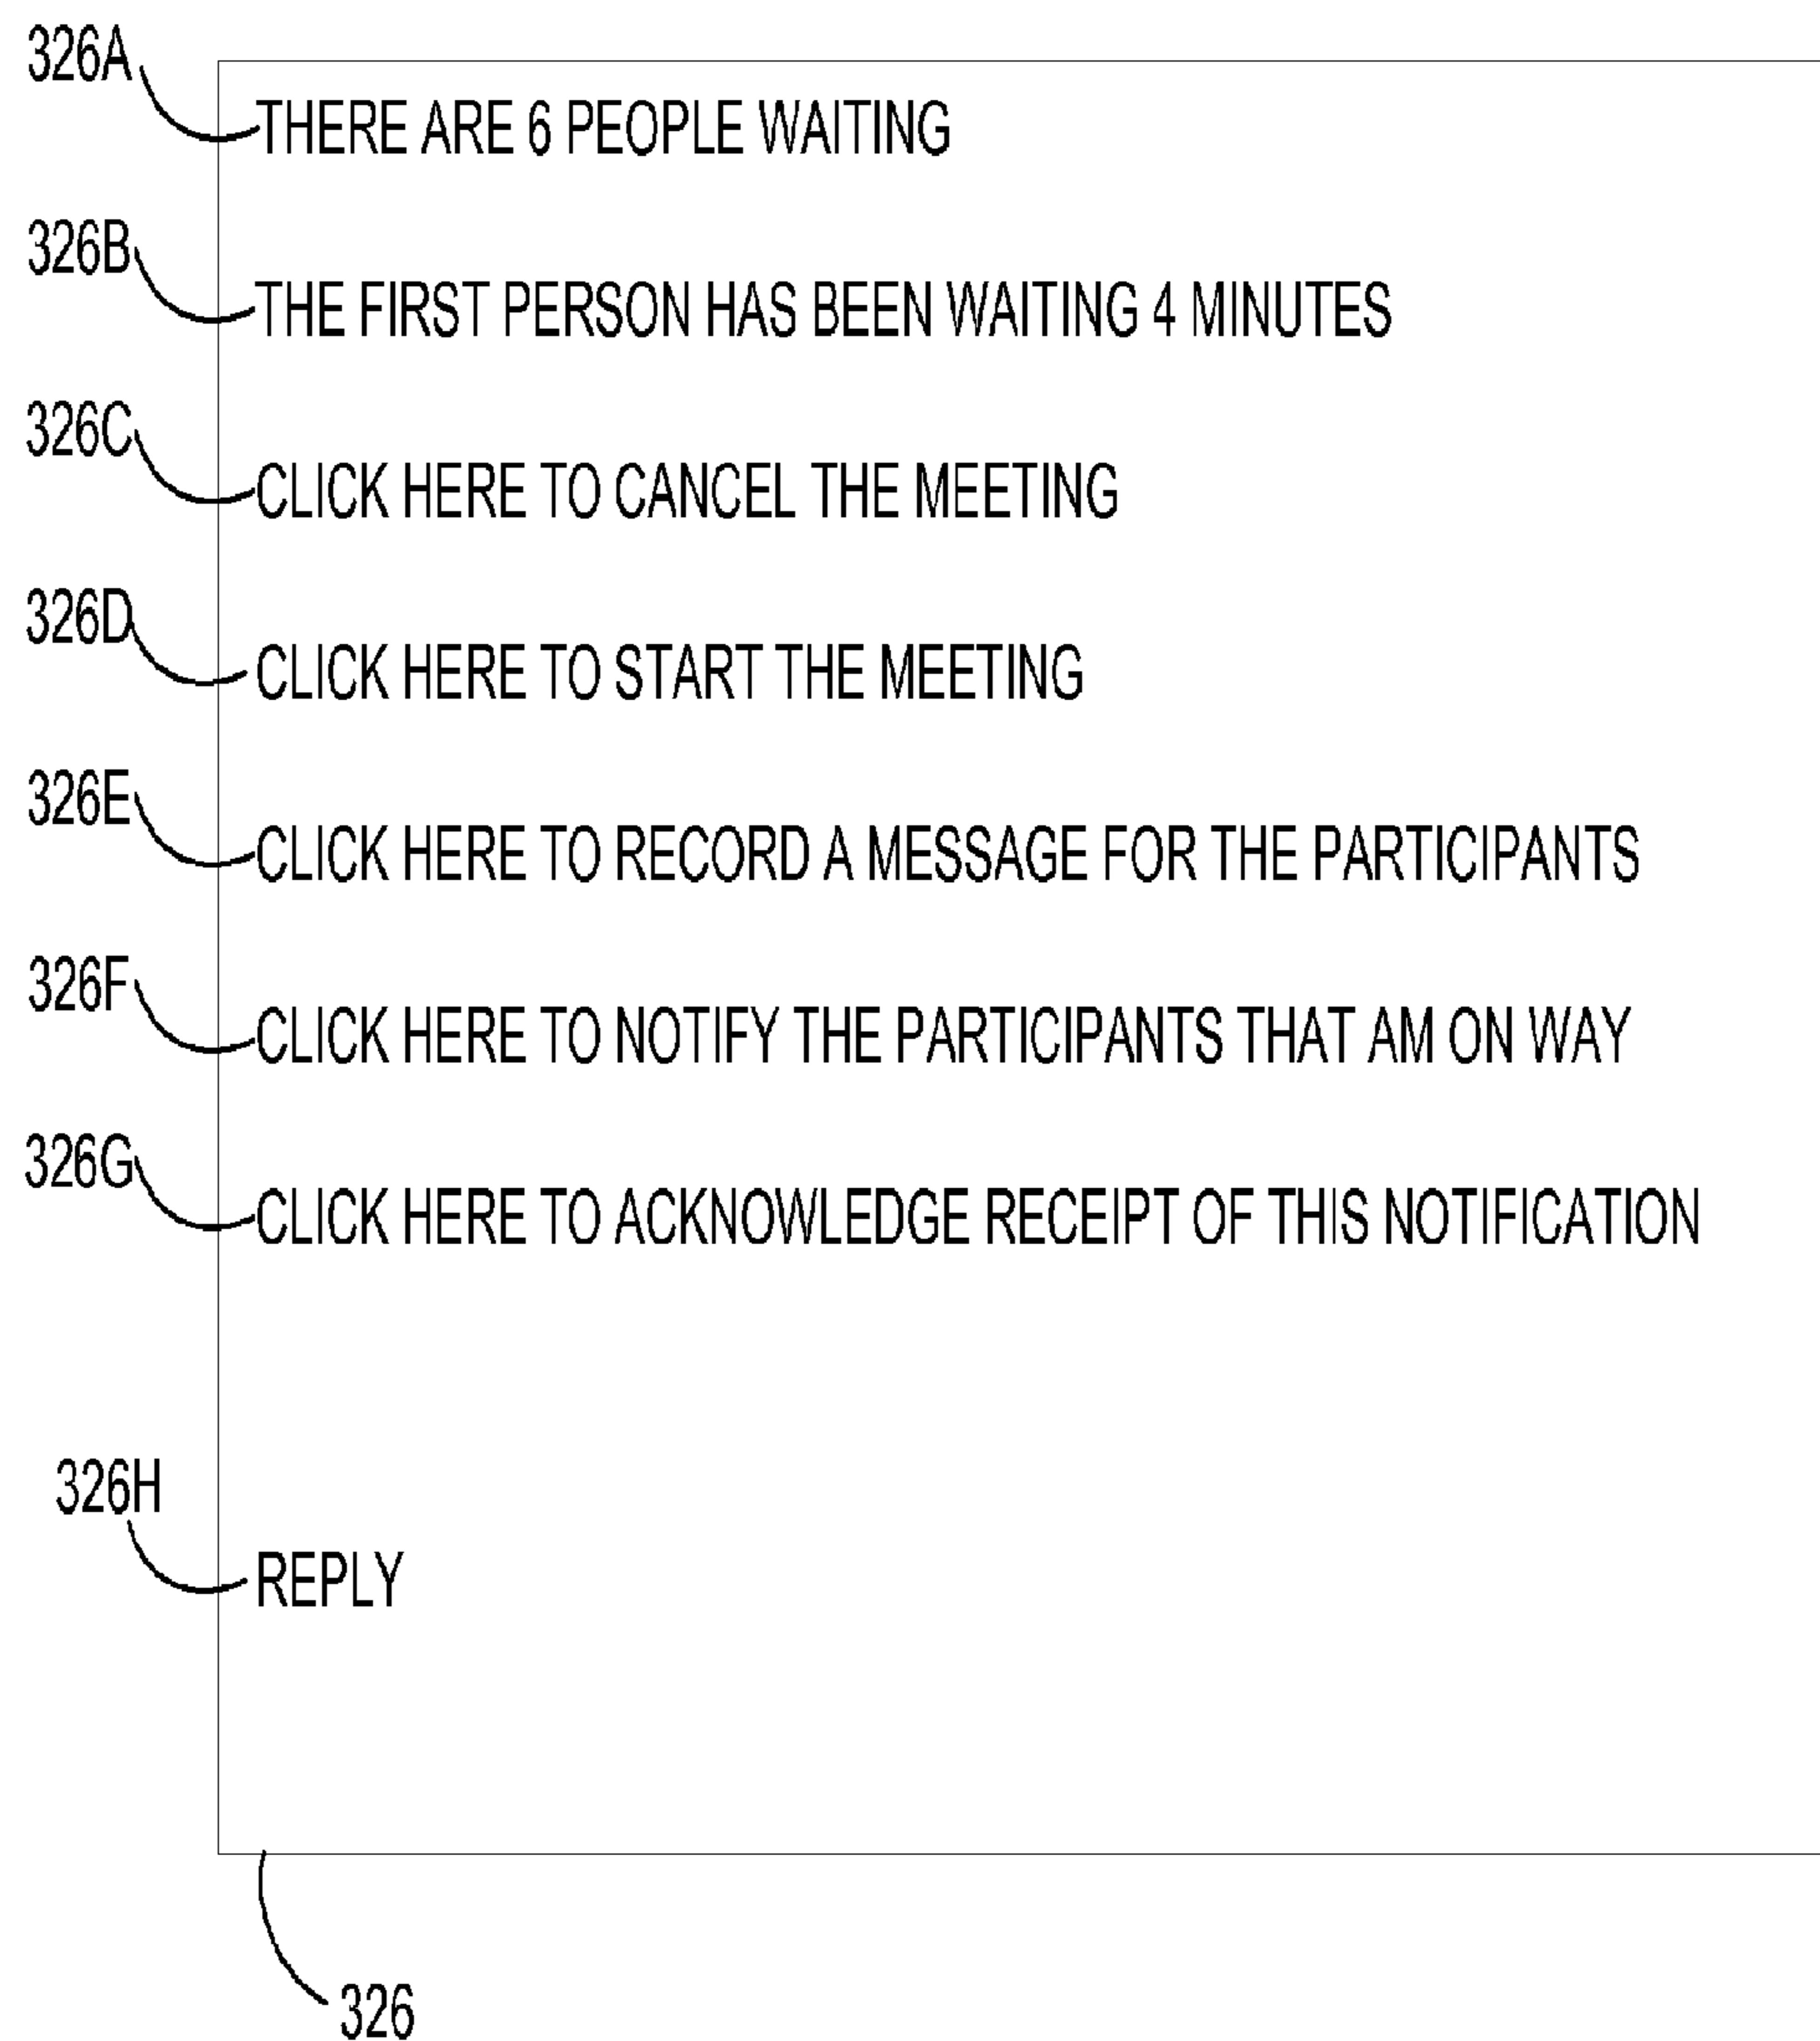 326A
THERE ARE 6 PEOPLE WAITING
326B
THE FIRST PERSON HAS BEEN WAITING 4 MINUTES
326C
CLICK HERE TO CANCEL THE MEETING
326D
CLICK HERE TO START THE MEETING
326E
CLICK HERE TO RECORD A MESSAGE FOR THE PARTICIPANTS
326F
CLICK HERE TO NOTIFY THE PARTICIPANTS THAT AM ON WAY
326G
CLICK HERE TO ACKNOWLEDGE RECEIPT OF THIS NOTIFICATION
326H
REPLY
326